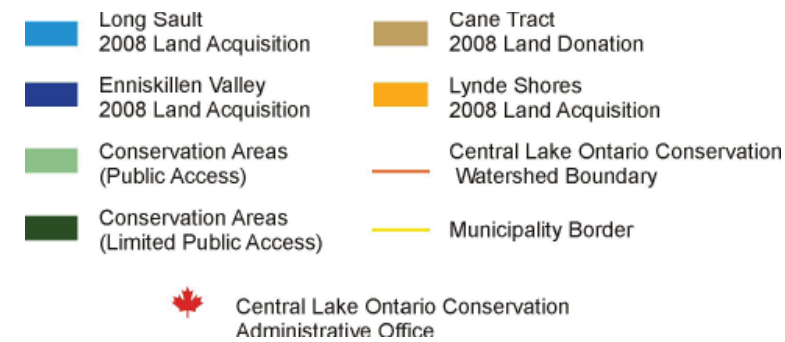 Long Sault
2008 Land Acquisition
Cane Tract
2008 Land Donation
Enniskillen Valley
2008 Land Acquisition
Lynde Shores
2008 Land Acquisition
Conservation Areas
(Public Access)
Central Lake Ontario Conservation
Watershed Boundary
Conservation Areas
(Limited Public Access)
Municipality Border
Central Lake Ontario Conservation
Administrative Office